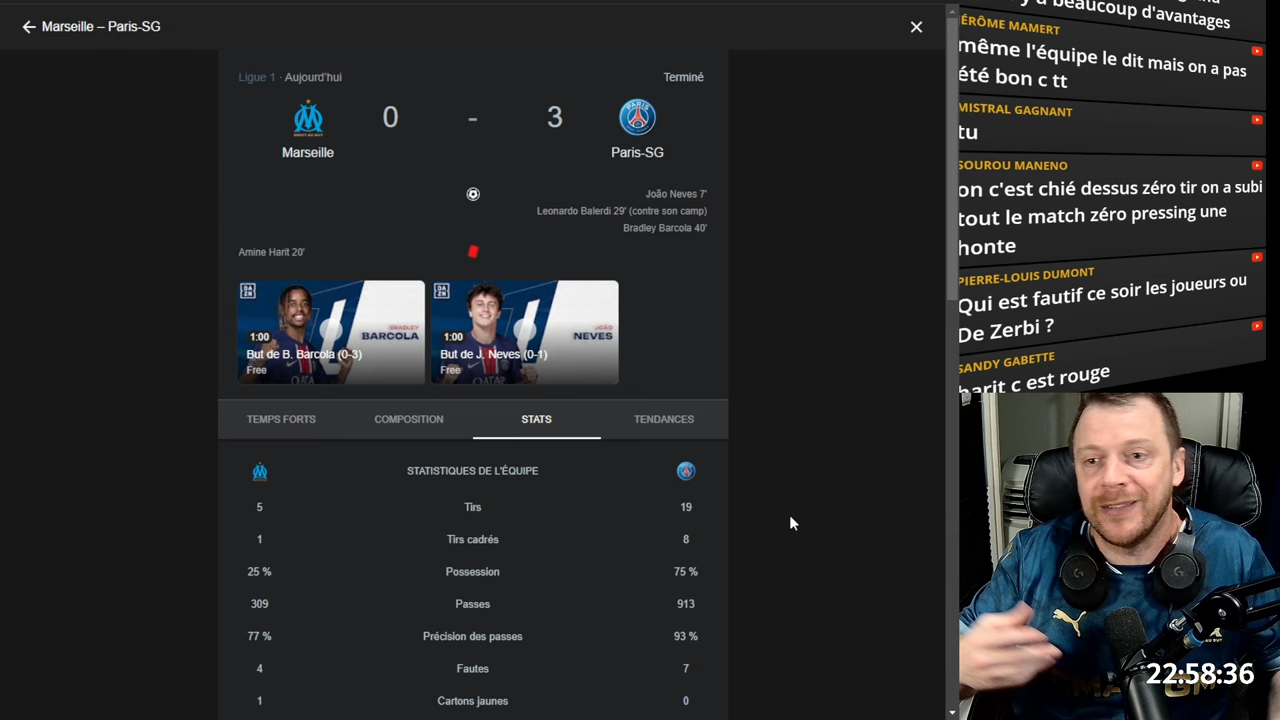 Marseille – Paris-SG
Ligue 1 · Aujourd'hui
Terminé
0 - 3
Marseille
Paris-SG
João Neves 7'
Leonardo Balerdi 29' (contre son camp)
Bradley Barcola 40'
Amine Harit 20'
DAZN
1:00
BRADLEY
BARCOLA
But de B. Barcola (0-3)
Free
DAZN
1:00
JOÃO
NEVES
But de J. Neves (0-1)
Free
TEMPS FORTS
COMPOSITION
STATS
TENDANCES
STATISTIQUES DE L'ÉQUIPE
5 Tirs 19
1 Tirs cadrés 8
25 % Possession 75 %
309 Passes 913
77 % Précision des passes 93 %
4 Fautes 7
1 Cartons jaunes 0
a beaucoup d'avantages
JÉRÔME MAMERT
même l'équipe le dit mais on a pas
été bon c tt
MISTRAL GAGNANT
tu
SOUROU MANENO
on c'est chié dessus zéro tir on a subi
tout le match zéro pressing une
honte
PIERRE-LOUIS DUMONT
Qui est fautif ce soir les joueurs ou
De Zerbi ?
SANDY GABETTE
harit c est rouge
22:58:36